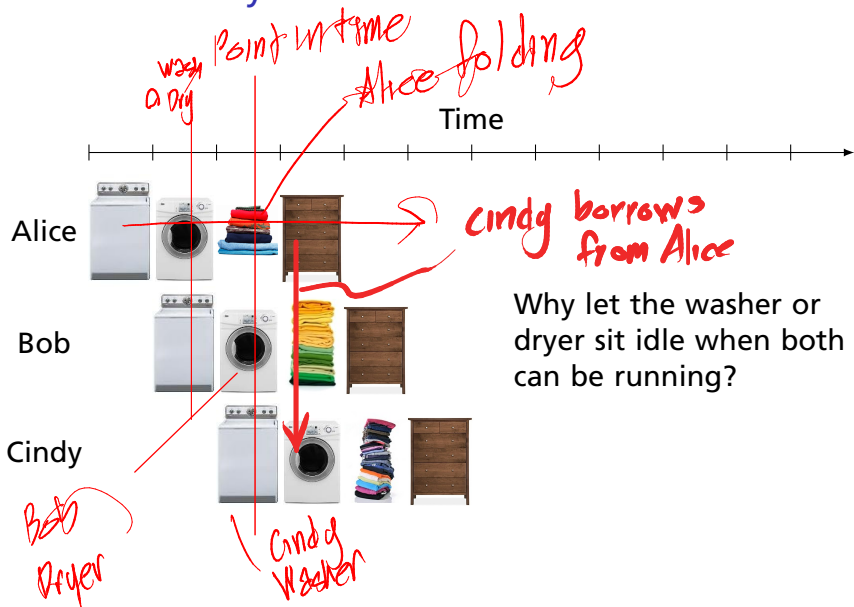 Point in time
Wash
Dry
Alice folding
Time
Alice
Cindy borrows
from Alice
Why let the washer or
dryer sit idle when both
can be running?
Bob
Cindy
Bob
Dryer
Cindy
Washer